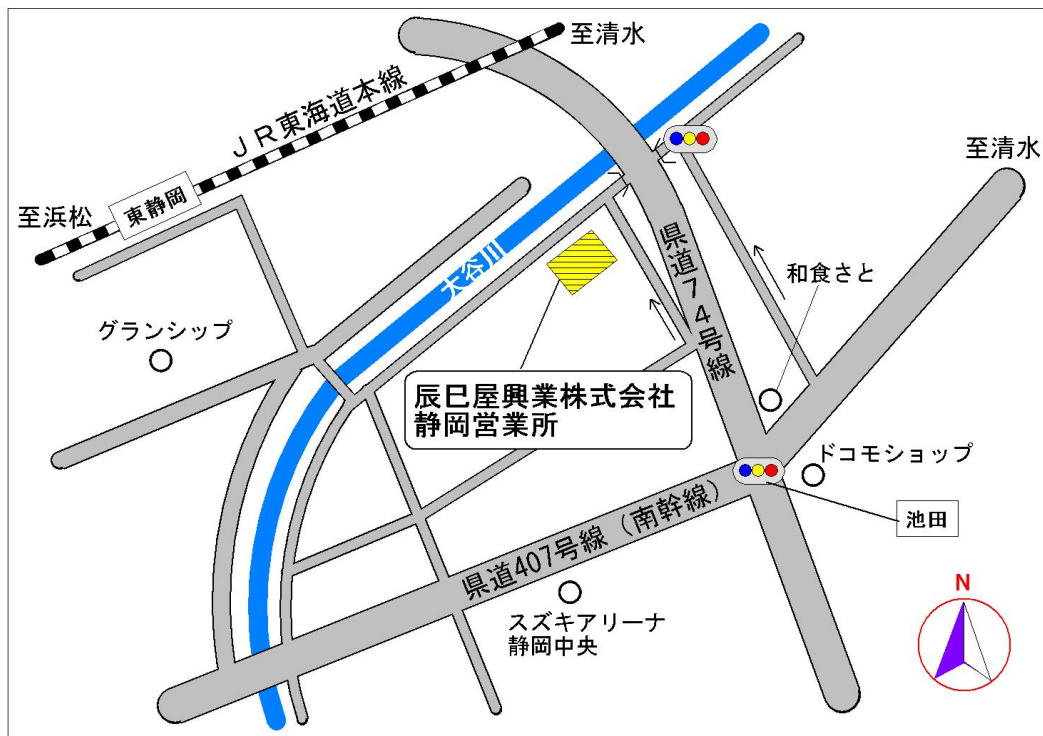 至清水
JR東海道本線
至清水
東静岡
至浜松
大谷川
県道74号線
和食さと
グランシップ
辰巳屋興業株式会社
静岡営業所
ドコモショップ
池田
県道407号線（南幹線）
スズキアリーナ
静岡中央
N